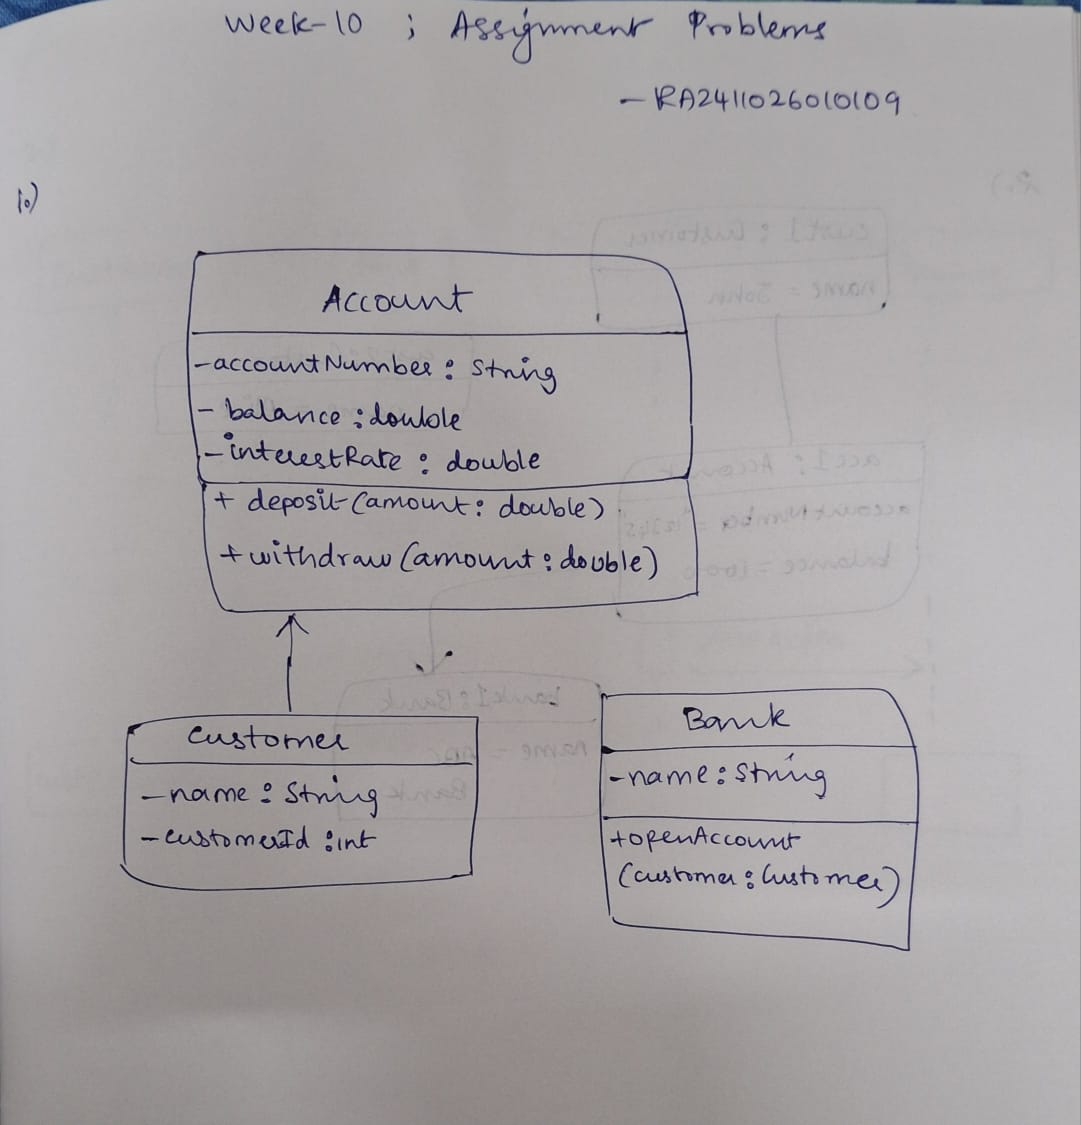 Week-10 ; Assignment Problems
- RA2411026010109
1.)
Account
- accountNumber : String
- balance : double
- interestRate : double
+ deposit (amount : double)
+ withdraw (amount : double)
Customer
- name : String
- customerId : int
Bank
- name : String
+ openAccount
(customer : Customer)